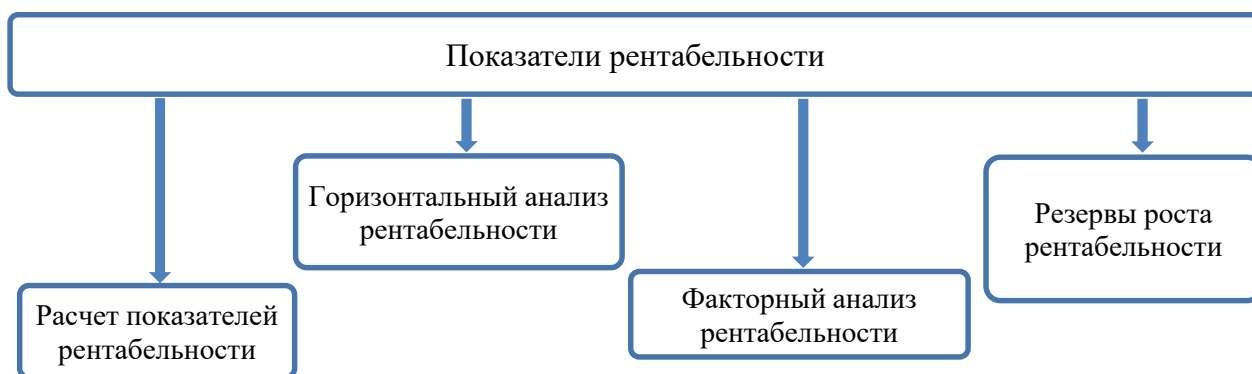 Показатели рентабельности
Расчет показателей
рентабельности
Горизонтальный анализ
рентабельности
Факторный анализ
рентабельности
Резервы роста
рентабельности